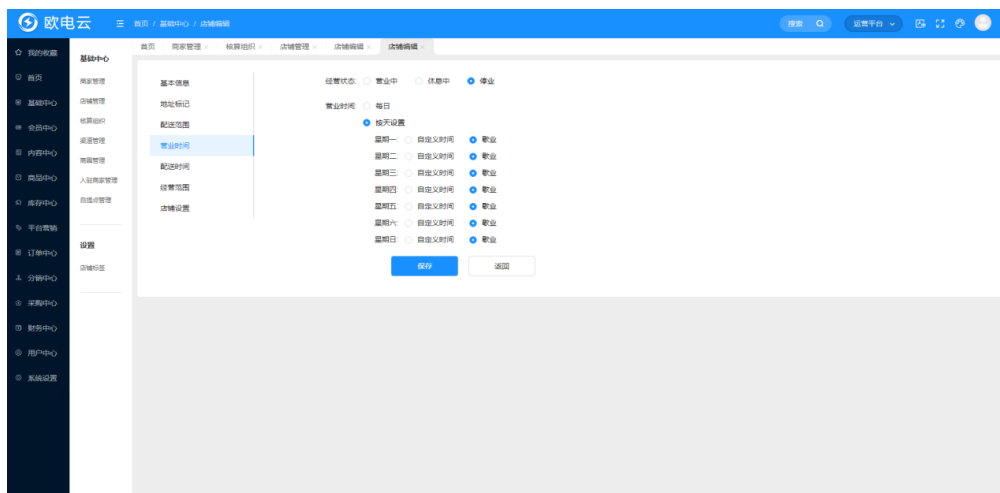 欧电云
首页 / 基础中心 / 店铺编辑
搜索
运营平台
首页 商家管理 × 核算组织 × 店铺管理 × 店铺编辑 × 店铺编辑 ×
我的收藏
首页
基础中心
会员中心
内容中心
商品中心
库存中心
平台营销
订单中心
分销中心
采购中心
财务中心
用户中心
系统设置
基础中心
商家管理
店铺管理
核算组织
渠道管理
商圈管理
入驻商家管理
自提点管理
设置
店铺标签
基本信息
地址标记
配送范围
营业时间
配送时间
经营范围
店铺设置
经营状态: 营业中 休息中 停业
营业时间: 每日
按天设置
星期一: 自定义时间 歇业
星期二: 自定义时间 歇业
星期三: 自定义时间 歇业
星期四: 自定义时间 歇业
星期五: 自定义时间 歇业
星期六: 自定义时间 歇业
星期日: 自定义时间 歇业
保存 返回